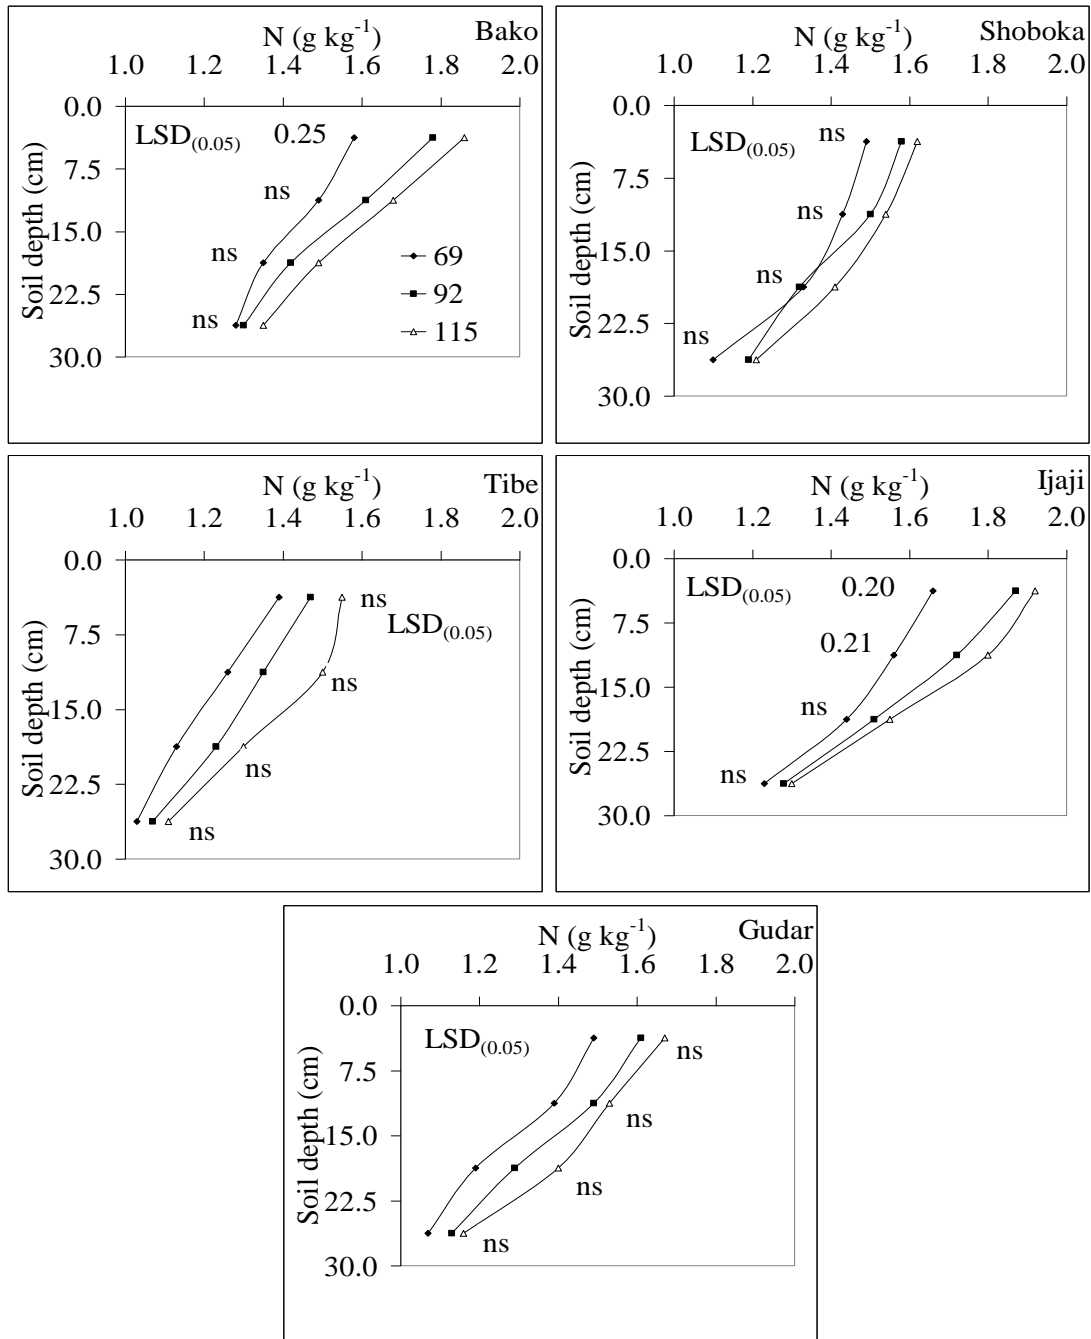 N (g kg-1) Bako
1.0 1.2 1.4 1.6 1.8 2.0
0.0
7.5
15.0
22.5
30.0
Soil depth (cm)
LSD(0.05) 0.25
ns
ns
ns
69
92
115
N (g kg-1) Shoboka
1.0 1.2 1.4 1.6 1.8 2.0
0.0
7.5
15.0
22.5
30.0
Soil depth (cm)
LSD(0.05) ns
ns
ns
ns
N (g kg-1) Tibe
1.0 1.2 1.4 1.6 1.8 2.0
0.0
7.5
15.0
22.5
30.0
Soil depth (cm)
ns
LSD(0.05)
ns
ns
ns
N (g kg-1) Ijaji
1.0 1.2 1.4 1.6 1.8 2.0
0.0
7.5
15.0
22.5
30.0
Soil depth (cm)
LSD(0.05) 0.20
0.21
ns
ns
N (g kg-1) Gudar
1.0 1.2 1.4 1.6 1.8 2.0
0.0
7.5
15.0
22.5
30.0
Soil depth (cm)
LSD(0.05)
ns
ns
ns
ns